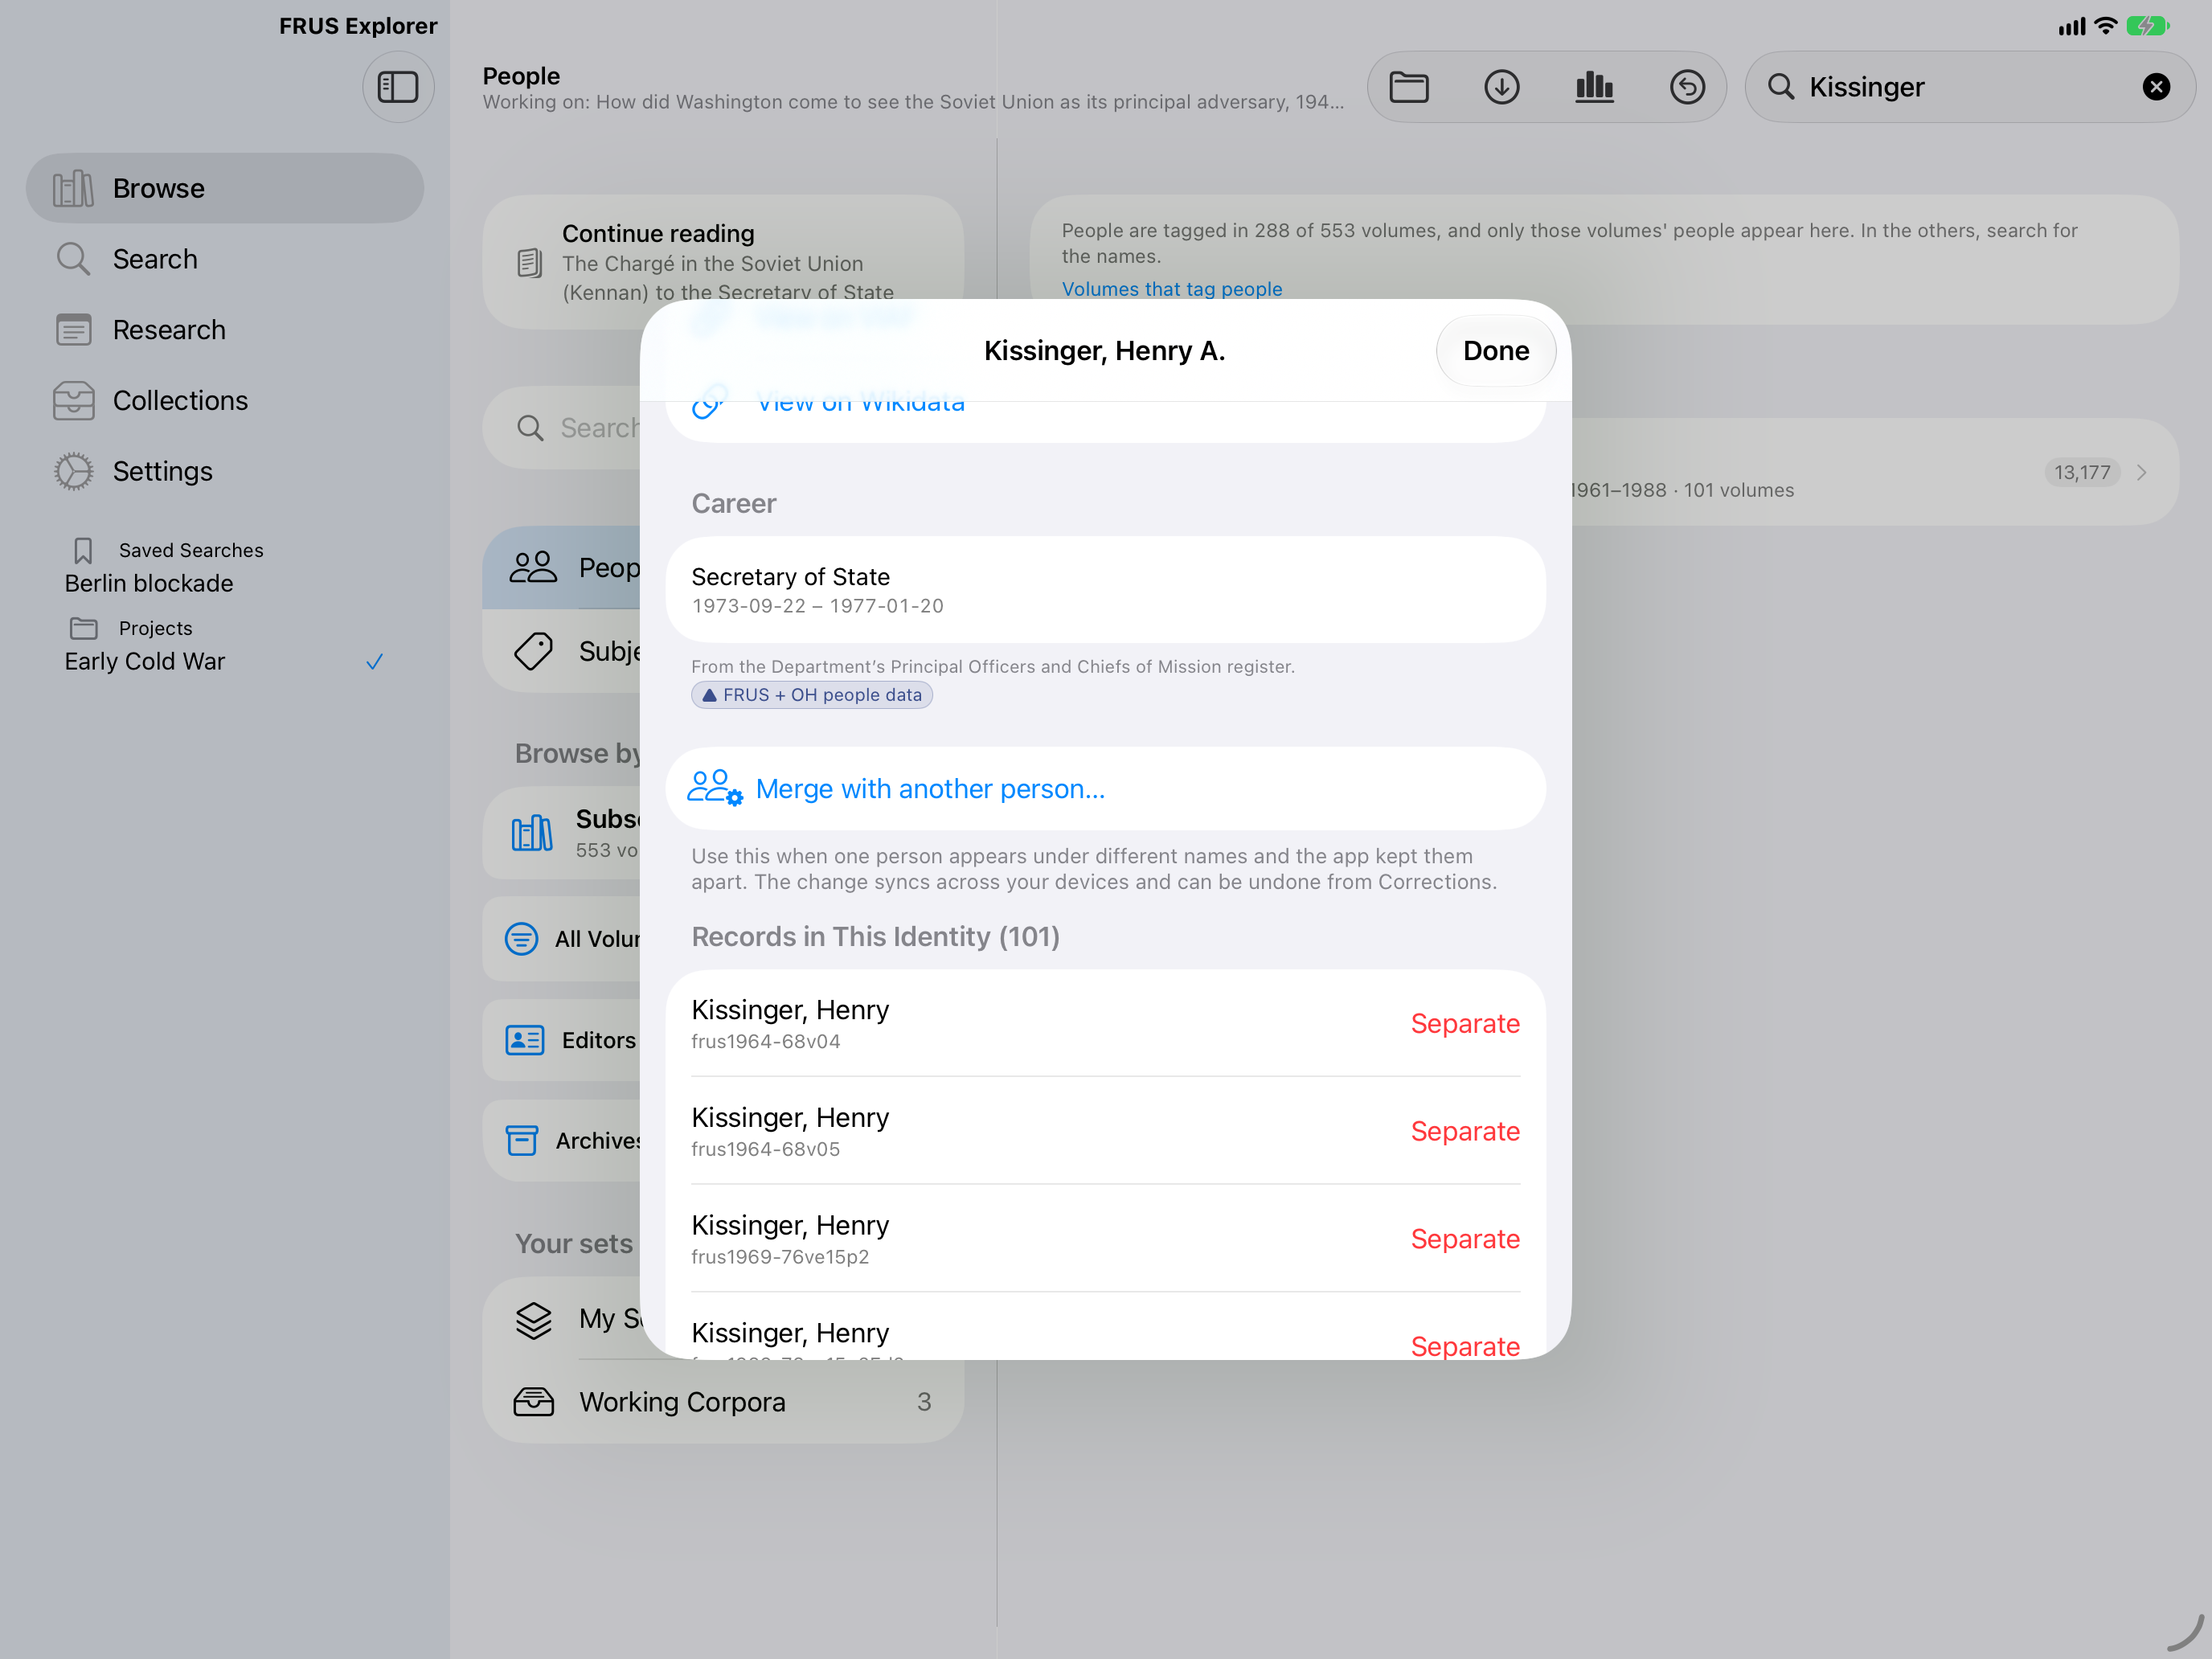 FRUS Explorer
Browse
Search
Research
Collections
Settings
Saved Searches
Berlin blockade
Projects
Early Cold War
People
Working on: How did Washington come to see the Soviet Union as its principal adversary, 194...
Kissinger
Continue reading
The Chargé in the Soviet Union
(Kennan) to the Secretary of State
Search
Browse by
553
All
Editors
Archives
Your sets
My
Working Corpora
3
People are tagged in 288 of 553 volumes, and only those volumes' people appear here. In the others, search for
the names.
Volumes that tag people
1961–1988 · 101 volumes
13,177
Kissinger, Henry A.
Done
View on Wikidata
Career
Secretary of State
1973-09-22 – 1977-01-20
From the Department's Principal Officers and Chiefs of Mission register.
FRUS + OH people data
Merge with another person...
Use this when one person appears under different names and the app kept them
apart. The change syncs across your devices and can be undone from Corrections.
Records in This Identity (101)
Kissinger, Henry
frus1964-68v04
Separate
Kissinger, Henry
frus1964-68v05
Separate
Kissinger, Henry
frus1969-76ve15p2
Separate
Kissinger, Henry
Separate